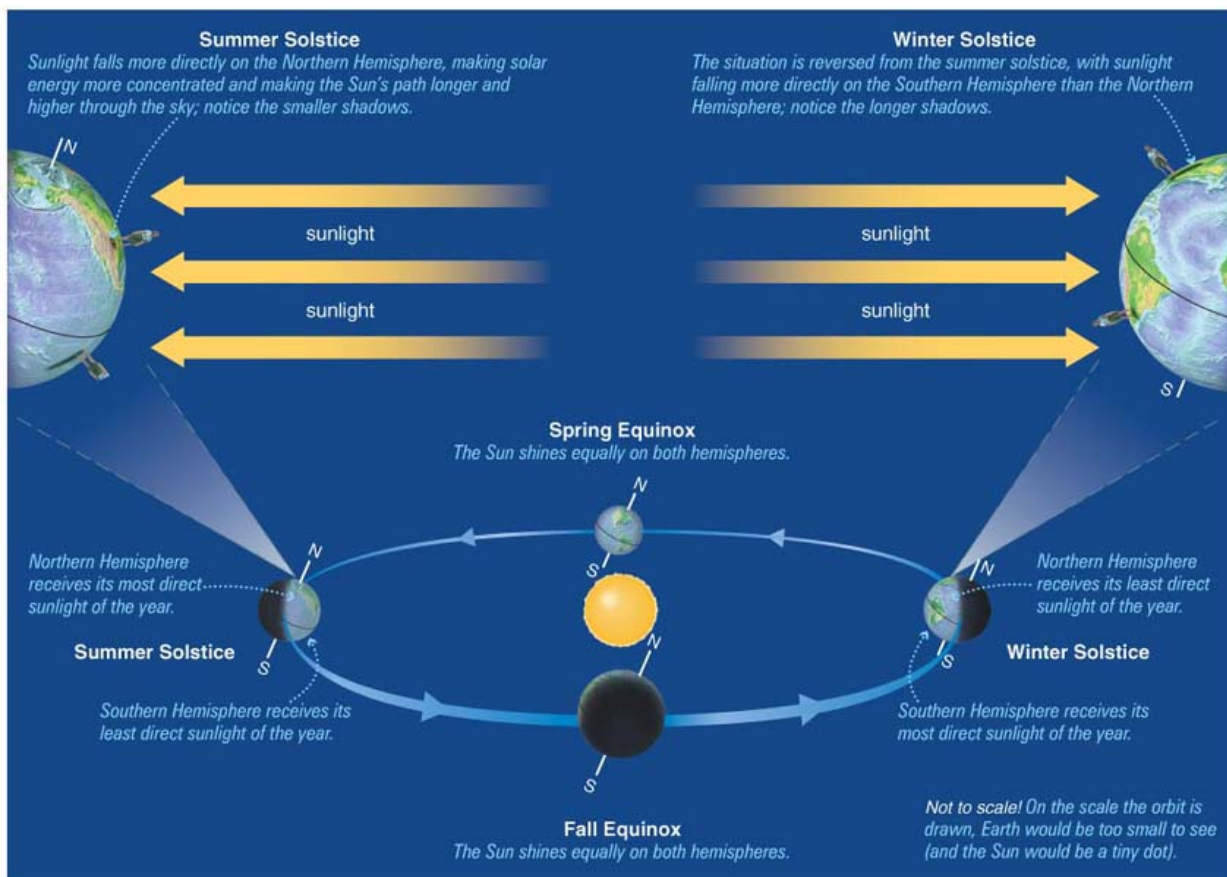 Summer Solstice
Sunlight falls more directly on the Northern Hemisphere, making solar
energy more concentrated and making the Sun's path longer and
higher through the sky; notice the smaller shadows.
Winter Solstice
The situation is reversed from the summer solstice, with sunlight
falling more directly on the Southern Hemisphere than the Northern
Hemisphere; notice the longer shadows.
N
sunlight
sunlight
sunlight
sunlight
S
Spring Equinox
The Sun shines equally on both hemispheres.
N
S
Northern Hemisphere
receives its most direct
sunlight of the year.
N
S
Summer Solstice
Southern Hemisphere receives its
least direct sunlight of the year.
N
S
Northern Hemisphere
receives its least direct
sunlight of the year.
Winter Solstice
Southern Hemisphere receives its
most direct sunlight of the year.
N
S
Fall Equinox
The Sun shines equally on both hemispheres.
Not to scale! On the scale the orbit is
drawn, Earth would be too small to see
(and the Sun would be a tiny dot).